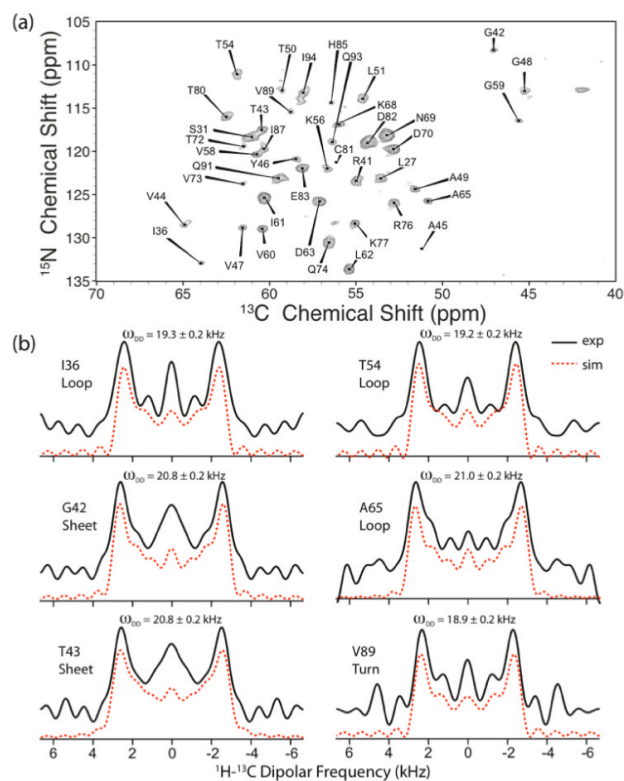 (a)
105
110
115
120
125
130
135
15N Chemical Shift (ppm)
70
65
60
55
50
45
40
13C Chemical Shift (ppm)
T54
T50
I94
H85
Q93
L51
G42
G48
G59
T80
V89
T43
K68
D82
N69
D70
K56
C81
R41
L27
S31
I87
T72
V58
Y46
Q91
V73
E83
A49
A65
V44
I61
R76
I36
V47
V60
D63
Q74
L62
K77
A45
(b)
ωDD = 19.3 ± 0.2 kHz
I36
Loop
ωDD = 19.2 ± 0.2 kHz
T54
Loop
exp
sim
ωDD = 20.8 ± 0.2 kHz
G42
Sheet
ωDD = 21.0 ± 0.2 kHz
A65
Loop
ωDD = 20.8 ± 0.2 kHz
T43
Sheet
ωDD = 18.9 ± 0.2 kHz
V89
Turn
6 4 2 0 -2 -4 -6
6 4 2 0 -2 -4 -6
1H-13C Dipolar Frequency (kHz)